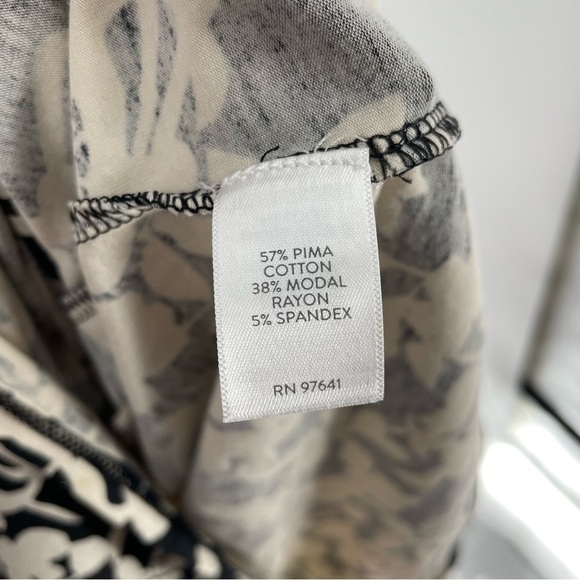 57% PIMA
COTTON
38% MODAL
RAYON
5% SPANDEX
RN 97641